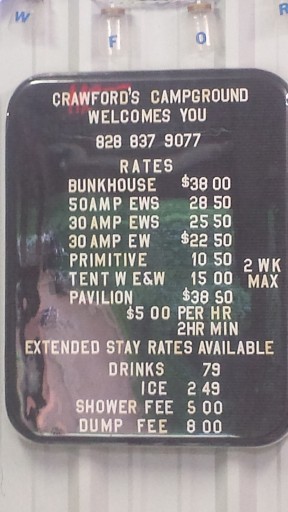 W
F
O
R
CRAWFORD'S CAMPGROUND
WELCOMES YOU
828 837 9077
RATES
BUNKHOUSE $38 00
50AMP EWS 28 50
30 AMP EWS 25 50
30 AMP EW $22 50
PRIMITIVE 10 50
TENT W E&W 15 00
2 WK
MAX
PAVILION $38 50
$5 00 PER HR
2HR MIN
EXTENDED STAY RATES AVAILABLE
DRINKS 79
ICE 2 49
SHOWER FEE 5 00
DUMP FEE 8 00